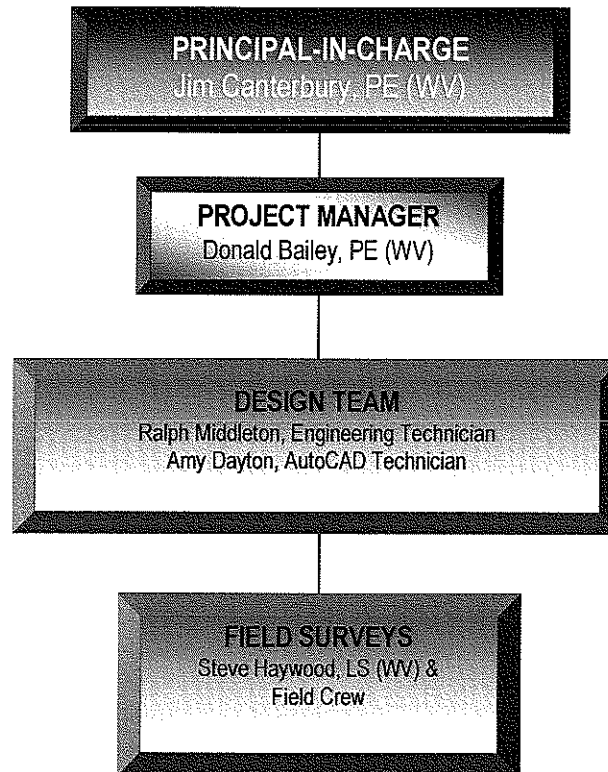 PRINCIPAL-IN-CHARGE
Jim Canterbury, PE (WV)
PROJECT MANAGER
Donald Bailey, PE (WV)
DESIGN TEAM
Ralph Middleton, Engineering Technician
Amy Dayton, AutoCAD Technician
FIELD SURVEYS
Steve Haywood, LS (WV) &
Field Crew